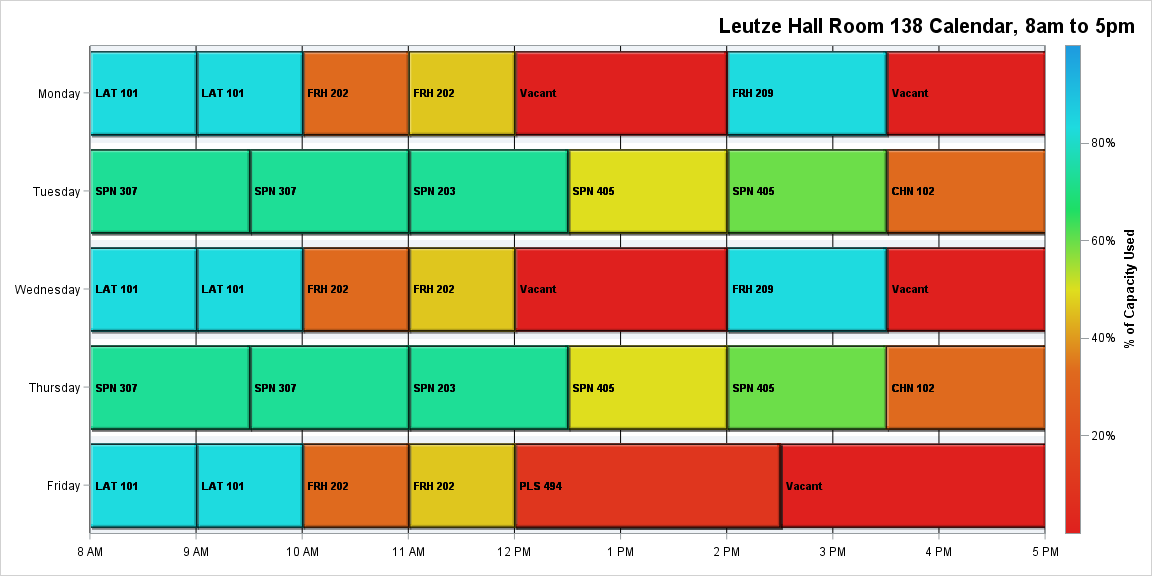 Leutze Hall Room 138 Calendar, 8am to 5pm
Monday
LAT 101
LAT 101
FRH 202
FRH 202
Vacant
FRH 209
Vacant
Tuesday
SPN 307
SPN 307
SPN 203
SPN 405
SPN 405
CHN 102
Wednesday
LAT 101
LAT 101
FRH 202
FRH 202
Vacant
FRH 209
Vacant
Thursday
SPN 307
SPN 307
SPN 203
SPN 405
SPN 405
CHN 102
Friday
LAT 101
LAT 101
FRH 202
FRH 202
PLS 494
Vacant
8 AM
9 AM
10 AM
11 AM
12 PM
1 PM
2 PM
3 PM
4 PM
5 PM
80%
60%
40%
20%
% of Capacity Used